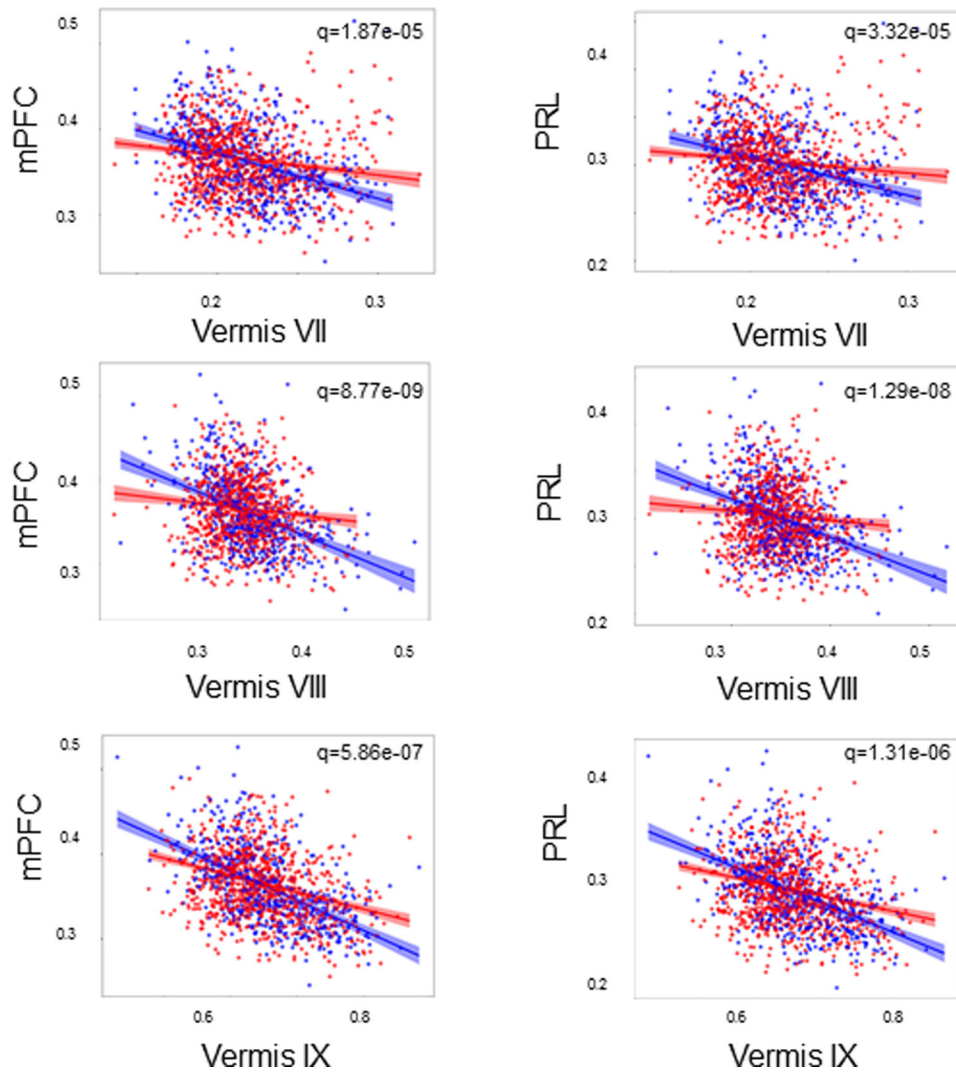 0.5
q=1.87e-05
mPFC
0.4
0.3
0.2 0.3
Vermis VII
q=3.32e-05
0.4
PRL
0.3
0.2
0.2 0.3
Vermis VII
0.5
q=8.77e-09
mPFC
0.4
0.3
0.3 0.4 0.5
Vermis VIII
q=1.29e-08
0.4
PRL
0.3
0.2
0.3 0.4 0.5
Vermis VIII
0.5
q=5.86e-07
mPFC
0.4
0.3
0.6 0.8
Vermis IX
q=1.31e-06
0.4
PRL
0.3
0.2
0.6 0.8
Vermis IX